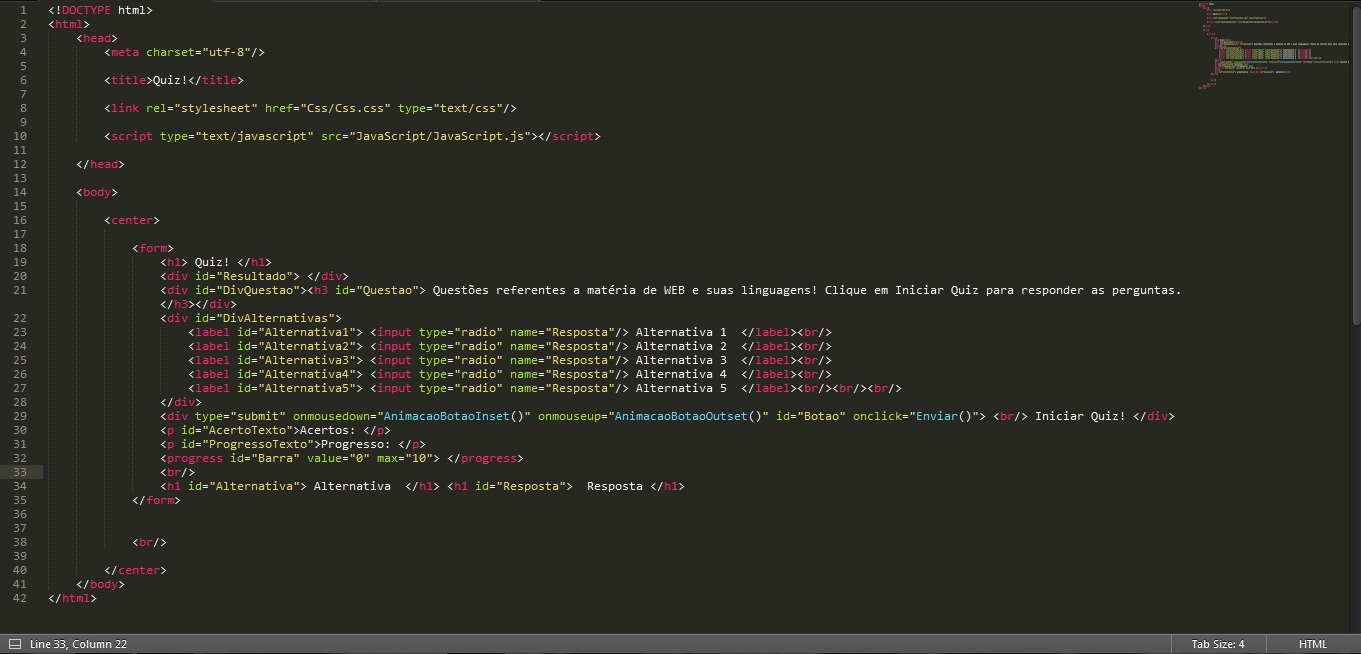 1 <!DOCTYPE html>
2 <html>
3 <head>
4 <meta charset="utf-8"/>
5
6 <title>Quiz!</title>
7
8 <link rel="stylesheet" href="Css/Css.css" type="text/css"/>
9
10 <script type="text/javascript" src="JavaScript/JavaScript.js"></script>
11
12 </head>
13
14 <body>
15
16 <center>
17
18 <form>
19 <h1> Quiz! </h1>
20 <div id="Resultado"> </div>
21 <div id="DivQuestao"><h3 id="Questao"> Questões referentes a matéria de WEB e suas linguagens! Clique em Iniciar Quiz para responder as perguntas.
</h3></div>
22 <div id="DivAlternativas">
23 <label id="Alternativa1"> <input type="radio" name="Resposta"/> Alternativa 1 </label><br/>
24 <label id="Alternativa2"> <input type="radio" name="Resposta"/> Alternativa 2 </label><br/>
25 <label id="Alternativa3"> <input type="radio" name="Resposta"/> Alternativa 3 </label><br/>
26 <label id="Alternativa4"> <input type="radio" name="Resposta"/> Alternativa 4 </label><br/>
27 <label id="Alternativa5"> <input type="radio" name="Resposta"/> Alternativa 5 </label><br/><br/><br/>
28 </div>
29 <div type="submit" onmousedown="AnimacaoBotaoInset()" onmouseup="AnimacaoBotaoOutset()" id="Botao" onclick="Enviar()"> <br/> Iniciar Quiz! </div>
30 <p id="AcertoTexto">Acertos: </p>
31 <p id="ProgressoTexto">Progresso: </p>
32 <progress id="Barra" value="0" max="10"> </progress>
33 <br/>
34 <h1 id="Alternativa"> Alternativa </h1> <h1 id="Resposta"> Resposta </h1>
35 </form>
36
37
38 <br/>
39
40 </center>
41 </body>
42 </html>
Line 33, Column 22 Tab Size: 4 HTML